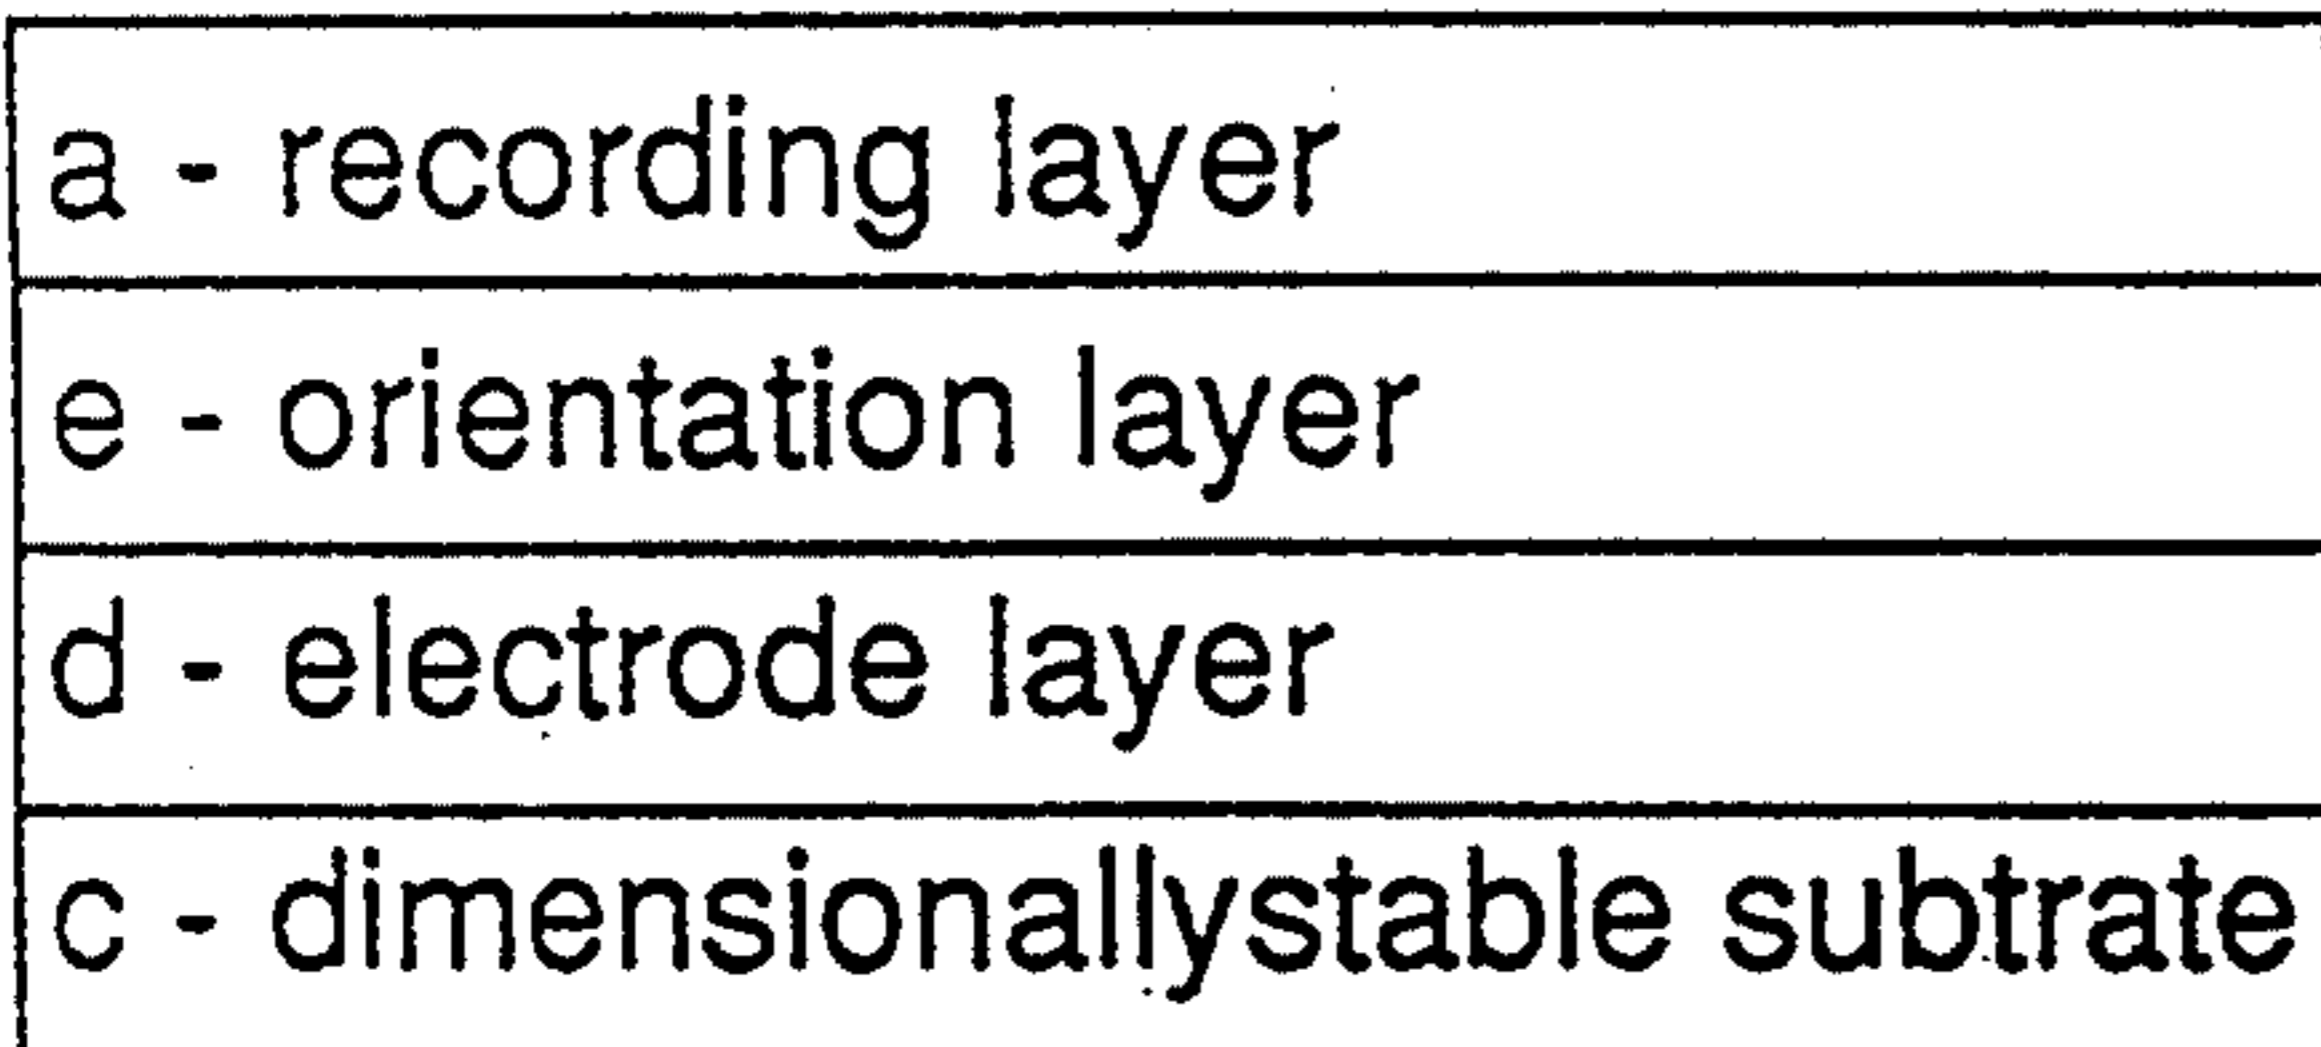 a - recording layer
e - orientation layer
d - electrode layer
c - dimensionallystable subtrate